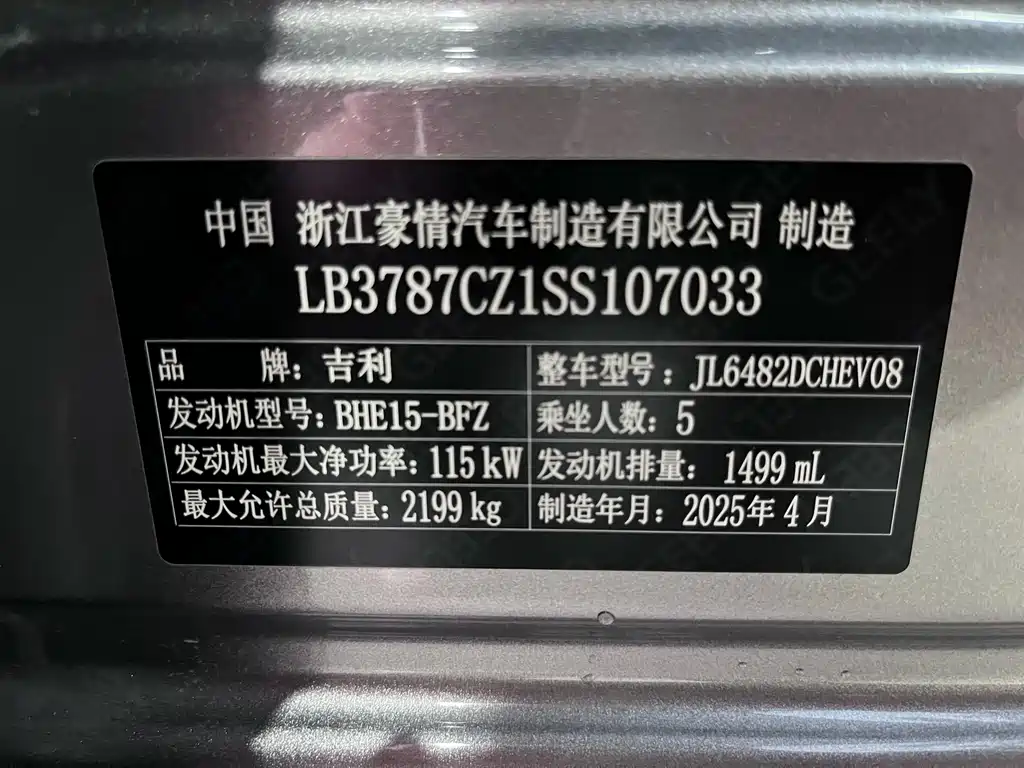 中国 浙江豪情汽车制造有限公司 制造
LB3787CZ1SS107033
品 牌：吉利 整车型号：JL6482DCHEV08
发动机型号：BHE15-BFZ 乘坐人数：5
发动机最大净功率：115 kW 发动机排量：1499 mL
最大允许总质量：2199 kg 制造年月：2025年 4 月